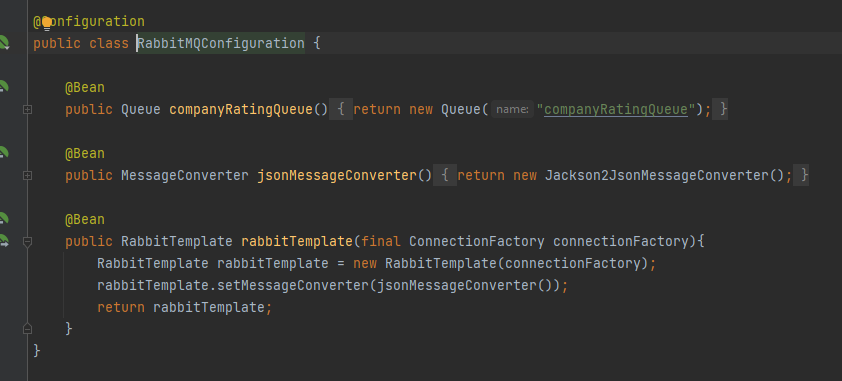 @Configuration
public class RabbitMQConfiguration {
@Bean
public Queue companyRatingQueue() { return new Queue( name: "companyRatingQueue"); }
@Bean
public MessageConverter jsonMessageConverter() { return new Jackson2JsonMessageConverter(); }
@Bean
public RabbitTemplate rabbitTemplate(final ConnectionFactory connectionFactory){
RabbitTemplate rabbitTemplate = new RabbitTemplate(connectionFactory);
rabbitTemplate.setMessageConverter(jsonMessageConverter());
return rabbitTemplate;
}
}